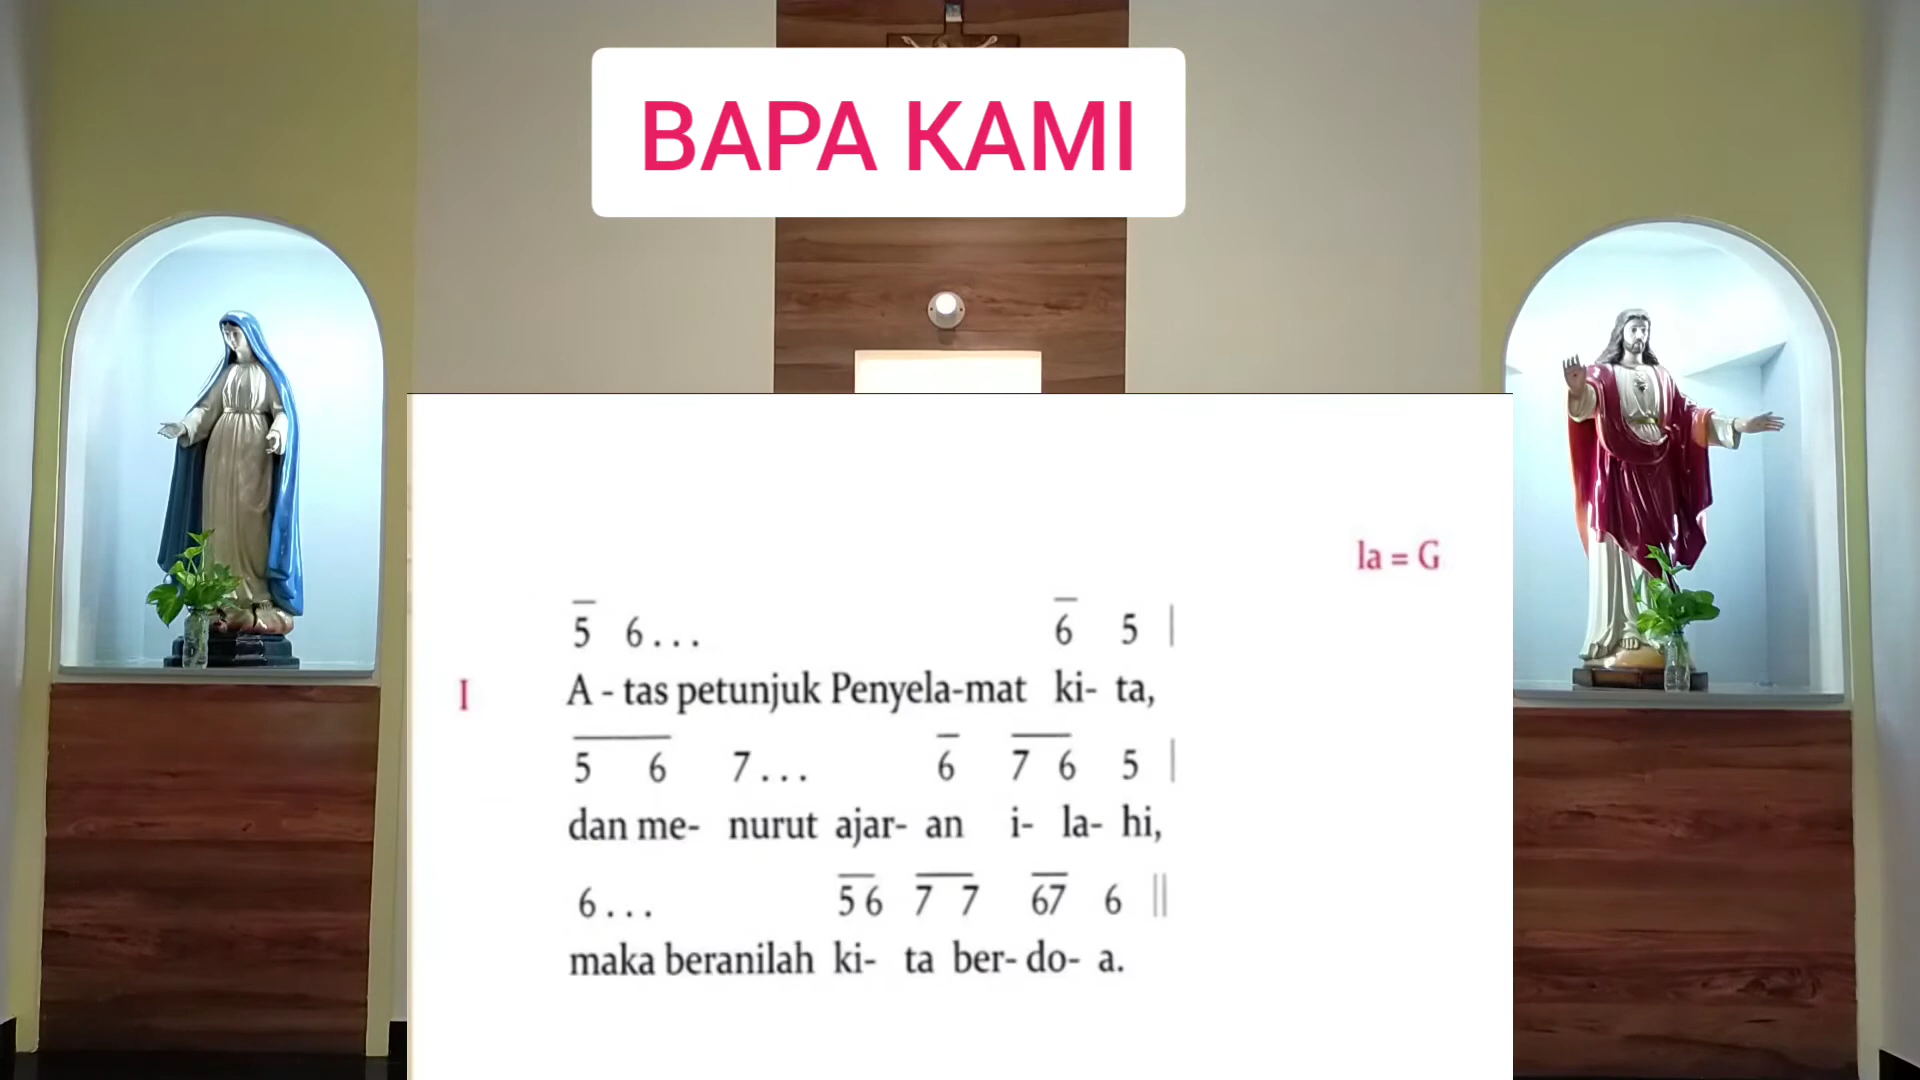 BAPA KAMI
la = G
5 6 . . . 6 5 |
I A - tas petunjuk Penyela-mat ki- ta,
5 6 7 . . . 6 7 6 5 |
dan me- nurut ajar- an i- la- hi,
6 . . . 5 6 7 7 67 6 ||
maka beranilah ki- ta ber- do- a.